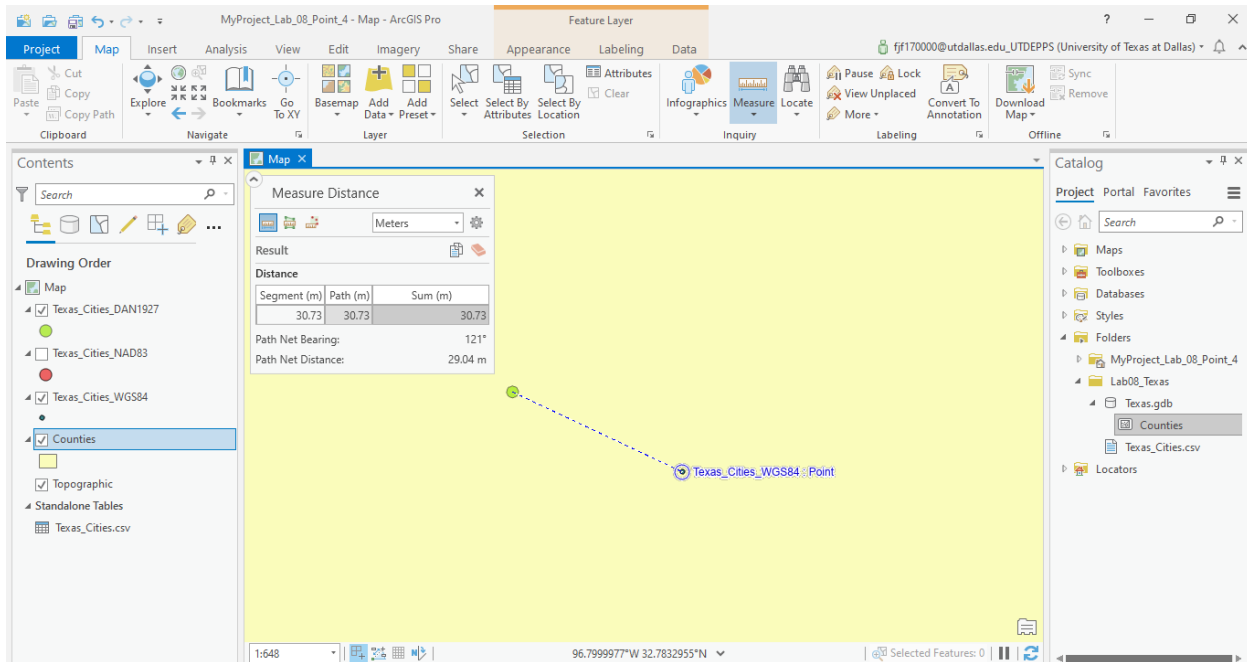 MyProject_Lab_08_Point_4 - Map - ArcGIS Pro
Feature Layer
?
Project Map Insert Analysis View Edit Imagery Share Appearance Labeling Data
fjf170000@utdallas.edu_UTDEPPS (University of Texas at Dallas)
Paste
Cut
Copy
Copy Path
Clipboard
Explore
Bookmarks
Go To XY
Navigate
Basemap
Add Data
Add Preset
Layer
Select
Select By Attributes
Select By Location
Attributes
Clear
Selection
Infographics
Measure
Locate
Inquiry
Pause
Lock
View Unplaced
More
Convert To Annotation
Labeling
Download Map
Sync
Remove
Offline
Contents
Search
Drawing Order
Map
Texas_Cities_DAN1927
Texas_Cities_NAD83
Texas_Cities_WGS84
Counties
Topographic
Standalone Tables
Texas_Cities.csv
Map
Measure Distance
Meters
Result
Distance
Segment (m) Path (m) Sum (m)
30.73 30.73 30.73
Path Net Bearing: 121°
Path Net Distance: 29.04 m
Texas_Cities_WGS84 : Point
1:648
96.7999977°W 32.7832955°N
Selected Features: 0
Catalog
Project Portal Favorites
Search
Maps
Toolboxes
Databases
Styles
Folders
MyProject_Lab_08_Point_4
Lab08_Texas
Texas.gdb
Counties
Texas_Cities.csv
Locators